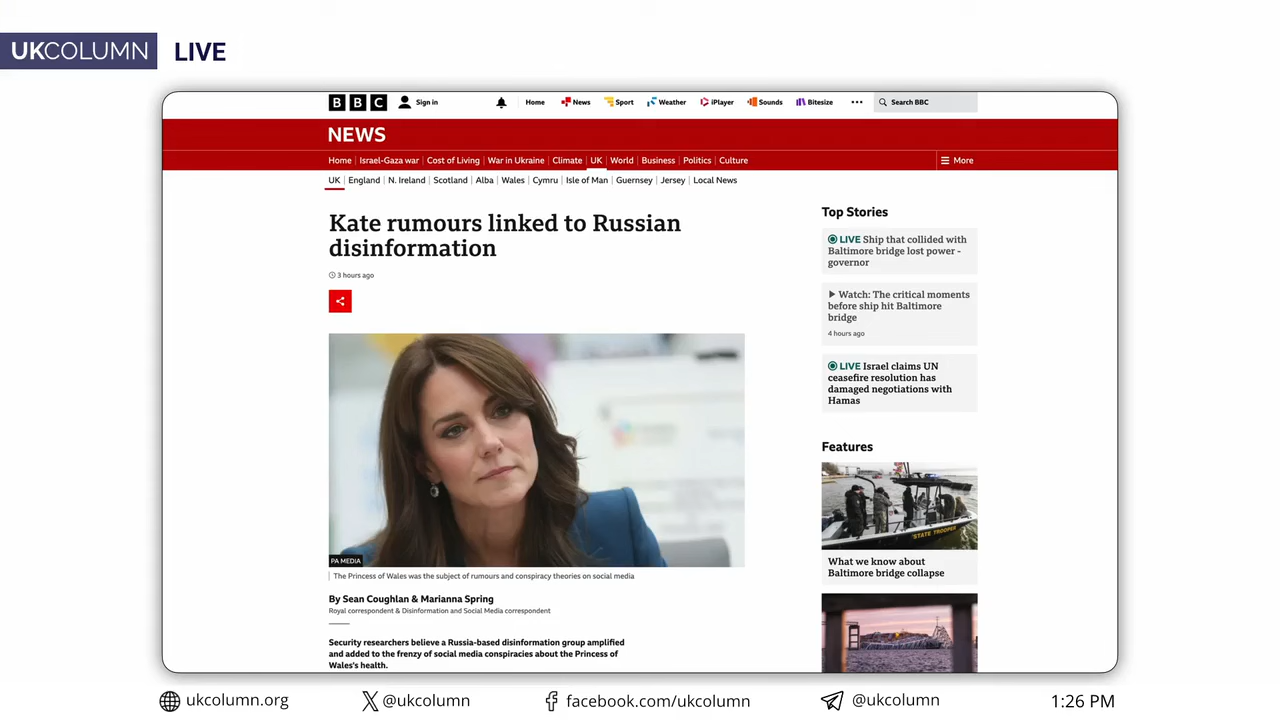 UKCOLUMN LIVE
BBC Sign in Home News Sport Weather iPlayer Sounds Bitesize ••• Search BBC
NEWS
Home Israel-Gaza war Cost of Living War in Ukraine Climate UK World Business Politics Culture More
UK England N. Ireland Scotland Alba Wales Cymru Isle of Man Guernsey Jersey Local News
Kate rumours linked to Russian
disinformation
3 hours ago
PA MEDIA
The Princess of Wales was the subject of rumours and conspiracy theories on social media
By Sean Coughlan & Marianna Spring
Royal correspondent & Disinformation and Social Media correspondent
Security researchers believe a Russia-based disinformation group amplified
and added to the frenzy of social media conspiracies about the Princess of
Wales's health.
Top Stories
LIVE Ship that collided with
Baltimore bridge lost power -
governor
Watch: The critical moments
before ship hit Baltimore
bridge
4 hours ago
LIVE Israel claims UN
ceasefire resolution has
damaged negotiations with
Hamas
Features
STATE TROOPER
What we know about
Baltimore bridge collapse
ukcolumn.org @ukcolumn facebook.com/ukcolumn @ukcolumn 1:26 PM